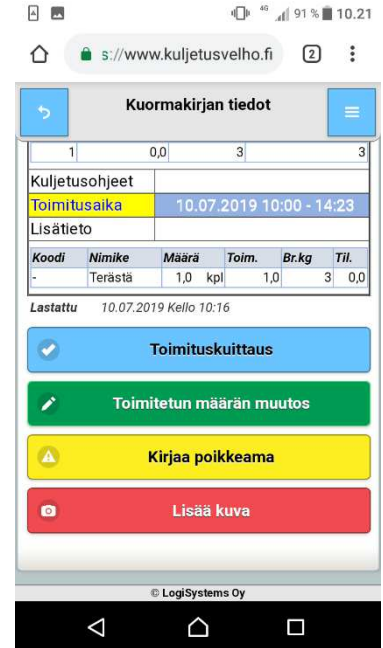 4G 91 % 10.21
s://www.kuljetusvelho.fi 2
Kuormakirjan tiedot
1 0,0 3 3
Kuljetusohjeet
Toimitusaika 10.07.2019 10:00 - 14:23
Lisätieto
Koodi Nimike Määrä Toim. Br.kg Til.
- Terästä 1,0 kpl 1,0 3 0,0
Lastattu 10.07.2019 Kello 10:16
Toimituskuittaus
Toimitetun määrän muutos
Kirjaa poikkeama
Lisää kuva
© LogiSystems Oy